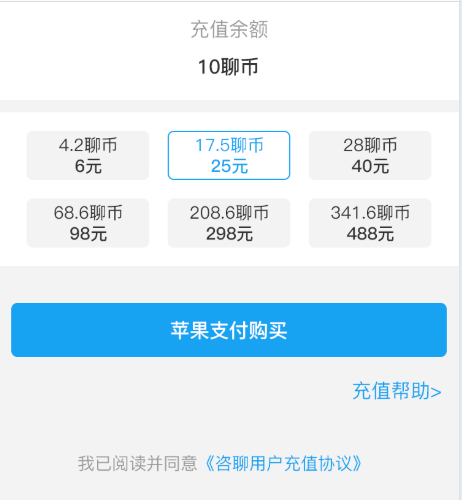 充值余额
10聊币
4.2聊币
6元
17.5聊币
25元
28聊币
40元
68.6聊币
98元
208.6聊币
298元
341.6聊币
488元
苹果支付购买
充值帮助>
我已阅读并同意《咨聊用户充值协议》